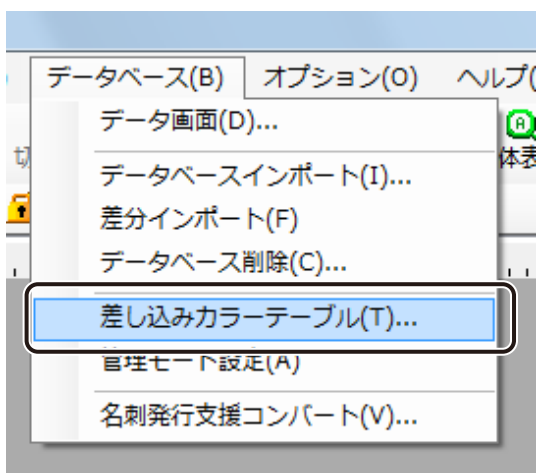 データベース(B) オプション(O) ヘルプ(
データ画面(D)...
データベースインポート(I)...
差分インポート(F)
データベース削除(C)...
差し込みカラーテーブル(T)...
管理モード設定(A)
名刺発行支援コンバート(V)...
切
体表